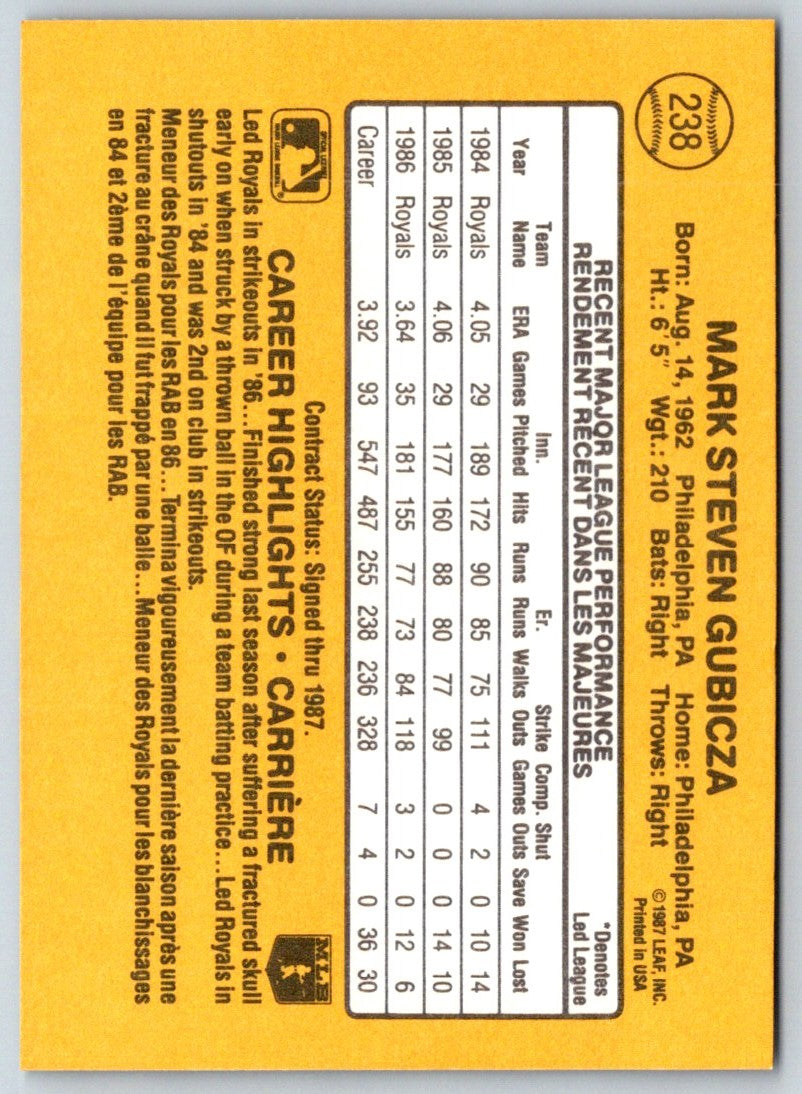 238
MARK STEVEN GUBICZA
Born: Aug. 14, 1962 Philadelphia, PA Home: Philadelphia, PA
Ht.: 6' 5" Wgt.: 210 Bats: Right Throws: Right
© 1987 LEAF, INC.
Printed in USA
RECENT MAJOR LEAGUE PERFORMANCE
RENDEMENT RÉCENT DANS LES MAJEURES
*Denotes
Led League
Team Inn. Er. Strike Comp. Shut
Year Name ERA Games Pitched Hits Runs Runs Walks Outs Games Outs Save Won Lost
1984 Royals 4.05 29 189 172 90 85 75 111 4 2 0 10 14
1985 Royals 4.06 29 177 160 88 80 77 99 0 0 0 14 10
1986 Royals 3.64 35 181 155 77 73 84 118 3 2 0 12 6
Career 3.92 93 547 487 255 238 236 328 7 4 0 36 30
Contract Status: Signed thru 1987.
CAREER HIGHLIGHTS • CARRIÈRE
MLB
Led Royals in strikeouts in '86...Finished strong last season after suffering a fractured skull
early on when struck by a thrown ball in the OF during a team batting practice...Led Royals in
shutouts in '84 and was 2nd on club in strikeouts.
Meneur des Royals pour les RAB en 86... Termina vigoureusement la dernière saison après une
fracture au crâne quand il fut frappé par une balle...Meneur des Royals pour les blanchissages
en 84 et 2ème de l'équipe pour les RAB.